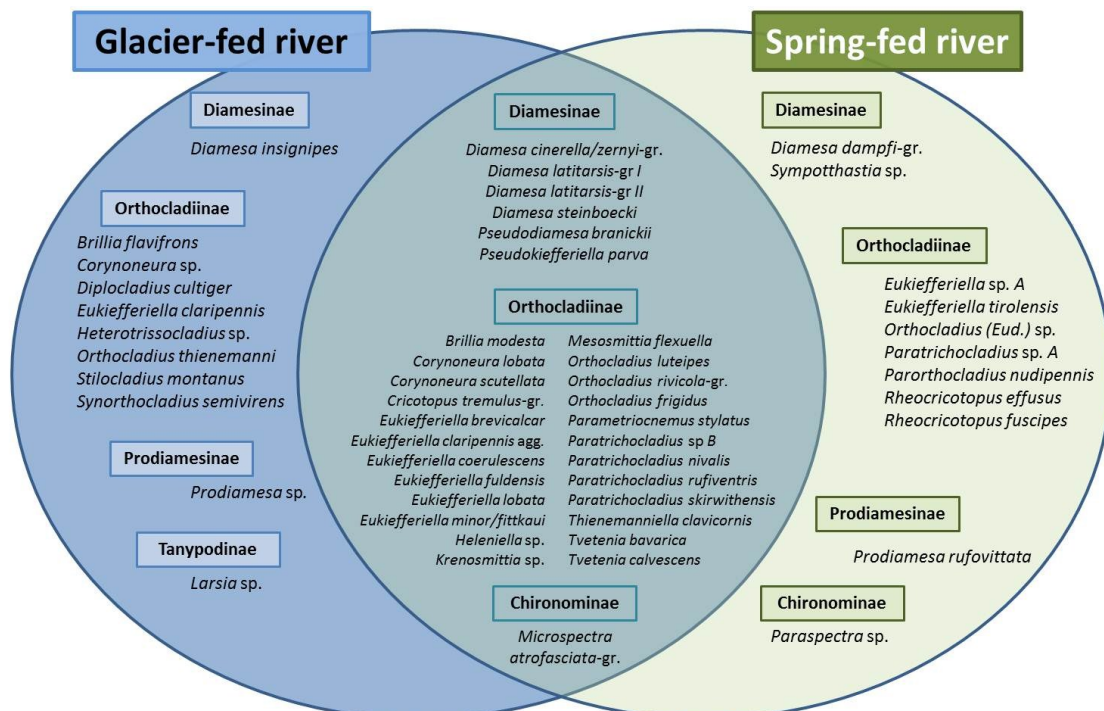 Glacier-fed river
Spring-fed river
Diamesinae
Diamesa insignipes
Orthocladiinae
Brillia flavifrons
Corynoneura sp.
Diplocladius cultiger
Eukiefferiella claripennis
Heterotrissocladius sp.
Orthocladius thienemanni
Stilocladius montanus
Synorthocladius semivirens
Prodiamesinae
Prodiamesa sp.
Tanypodinae
Larsia sp.
Diamesinae
Diamesa cinerella/zernyi-gr.
Diamesa latitarsis-gr I
Diamesa latitarsis-gr II
Diamesa steinboecki
Pseudodiamesa branickii
Pseudokiefferiella parva
Orthocladiinae
Brillia modesta
Corynoneura lobata
Corynoneura scutellata
Cricotopus tremulus-gr.
Eukiefferiella brevicalcar
Eukiefferiella claripennis agg.
Eukiefferiella coerulescens
Eukiefferiella fuldensis
Eukiefferiella lobata
Eukiefferiella minor/fittkaui
Heleniella sp.
Krenosmittia sp.
Mesosmittia flexuella
Orthocladius luteipes
Orthocladius rivicola-gr.
Orthocladius frigidus
Parametriocnemus stylatus
Paratrichocladius sp B
Paratrichocladius nivalis
Paratrichocladius rufiventris
Paratrichocladius skirwithensis
Thienemanniella clavicornis
Tvetenia bavarica
Tvetenia calvescens
Chironominae
Microspectra
atrofasciata-gr.
Diamesinae
Diamesa dampfi-gr.
Sympotthastia sp.
Orthocladiinae
Eukiefferiella sp. A
Eukiefferiella tirolensis
Orthocladius (Eud.) sp.
Paratrichocladius sp. A
Parorthocladius nudipennis
Rheocricotopus effusus
Rheocricotopus fuscipes
Prodiamesinae
Prodiamesa rufovittata
Chironominae
Paraspectra sp.